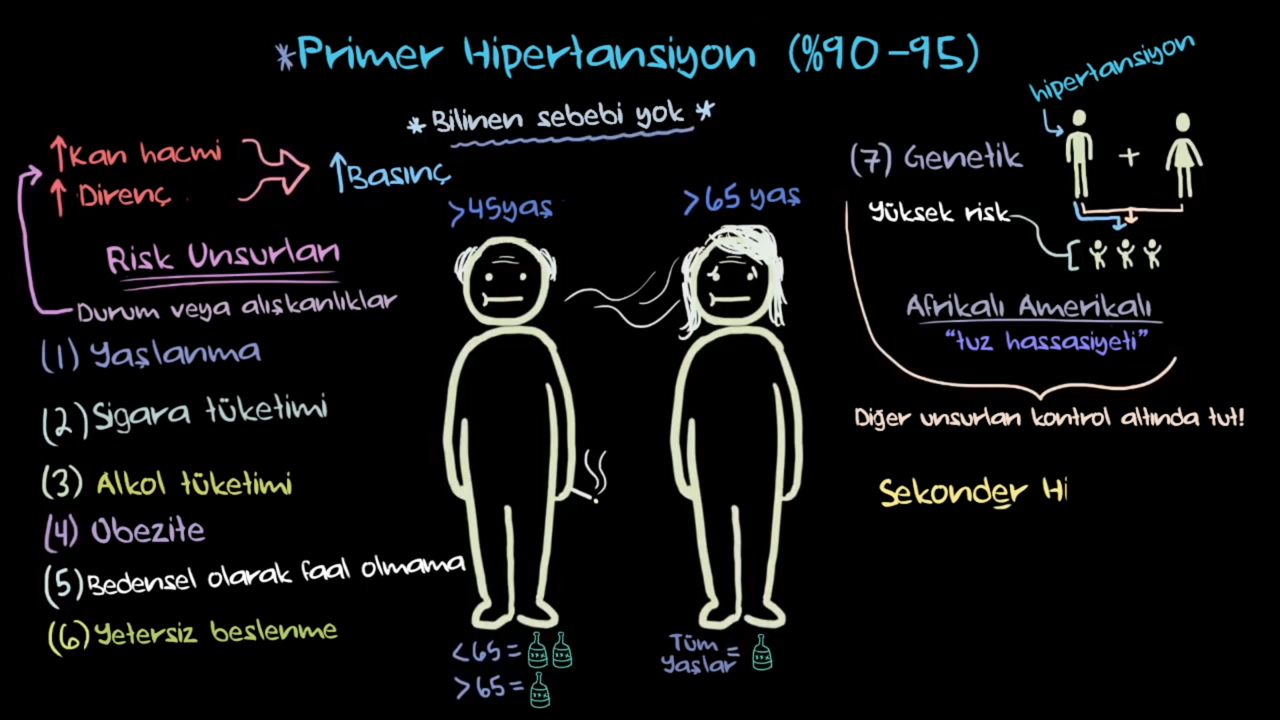 *Primer Hipertansiyon (%90-95)
*Bilinen sebebi yok*
↑Kan hacmi
↑Direnç
↑Basınç
Risk Unsurları
Durum veya alışkanlıklar
(1) Yaşlanma
(2) Sigara tüketimi
(3) Alkol tüketimi
(4) Obezite
(5) Bedensel olarak faal olmama
(6) Yetersiz beslenme
>45yaş
>65 yaş
<65=
>65=
Tüm yaşlar =
hipertansiyon
(7) Genetik
+
Yüksek risk
Afrikalı Amerikalı
"tuz hassasiyeti"
Diğer unsurları kontrol altında tut!
Sekonder Hi